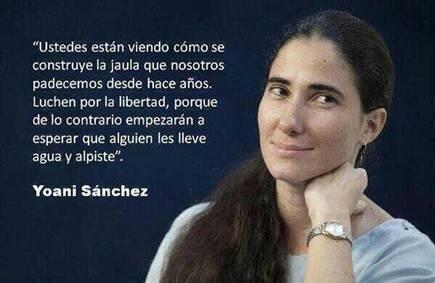 “Ustedes están viendo cómo se
construye la jaula que nosotros
padecemos desde hace años.
Luchen por la libertad, porque
de lo contrario empezarán a
esperar que alguien les lleve
agua y alpiste”.
Yoani Sánchez